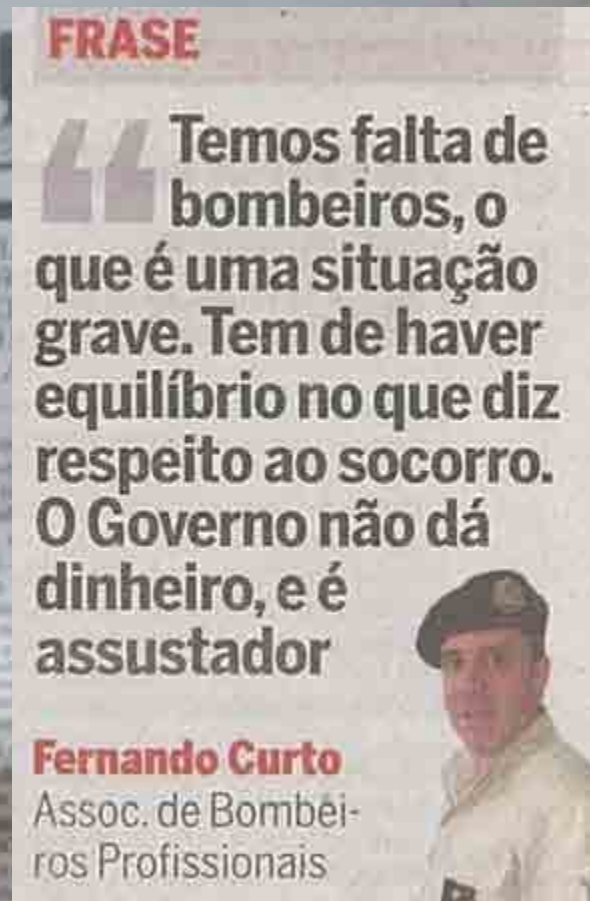 FRASE
“Temos falta de
bombeiros, o
que é uma situação
grave. Tem de haver
equilíbrio no que diz
respeito ao socorro.
O Governo não dá
dinheiro, e é
assustador
Fernando Curto
Assoc. de Bombei-
ros Profissionais